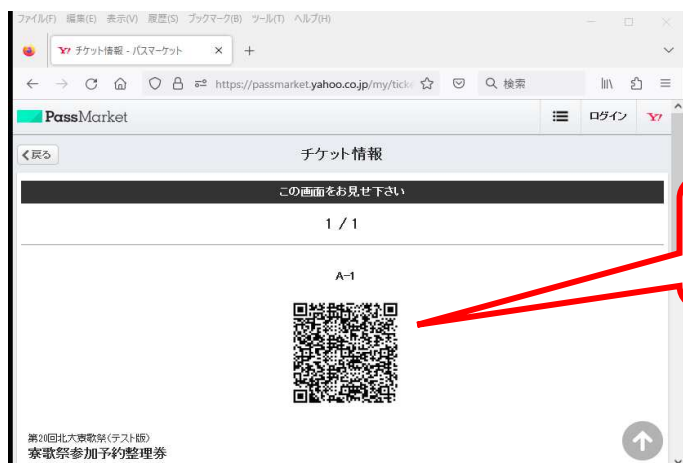 ファイル(F) 編集(E) 表示(V) 履歴(S) ブックマーク(B) ツール(T) ヘルプ(H)
Y? チケット情報 - パスマーケット
https://passmarket.yahoo.co.jp/my/ticke 検索
PassMarket ログイン Y?
戻る チケット情報
この画面をお見せ下さい
1 / 1
A-1
第20回北大寮歌祭(テスト版)
寮歌祭参加予約整理券